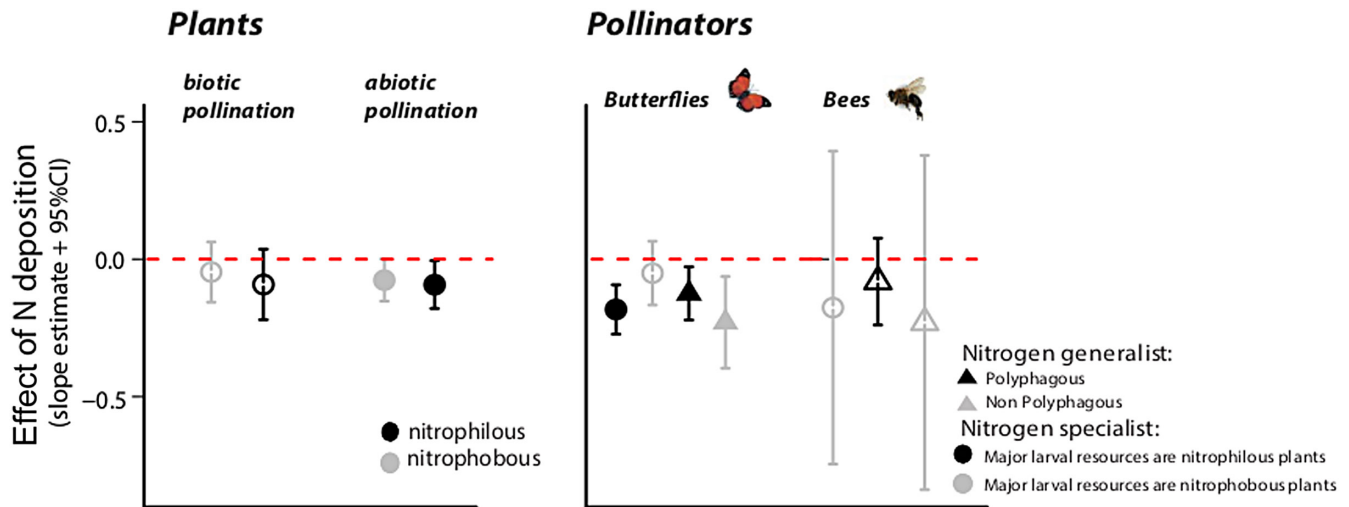 Plants
Pollinators
biotic
pollination
abiotic
pollination
Butterflies
Bees
Effect of N deposition
(slope estimate + 95%CI)
0.5
0.0
−0.5
nitrophilous
nitrophobous
Nitrogen generalist:
Polyphagous
Non Polyphagous
Nitrogen specialist:
Major larval resources are nitrophilous plants
Major larval resources are nitrophobous plants